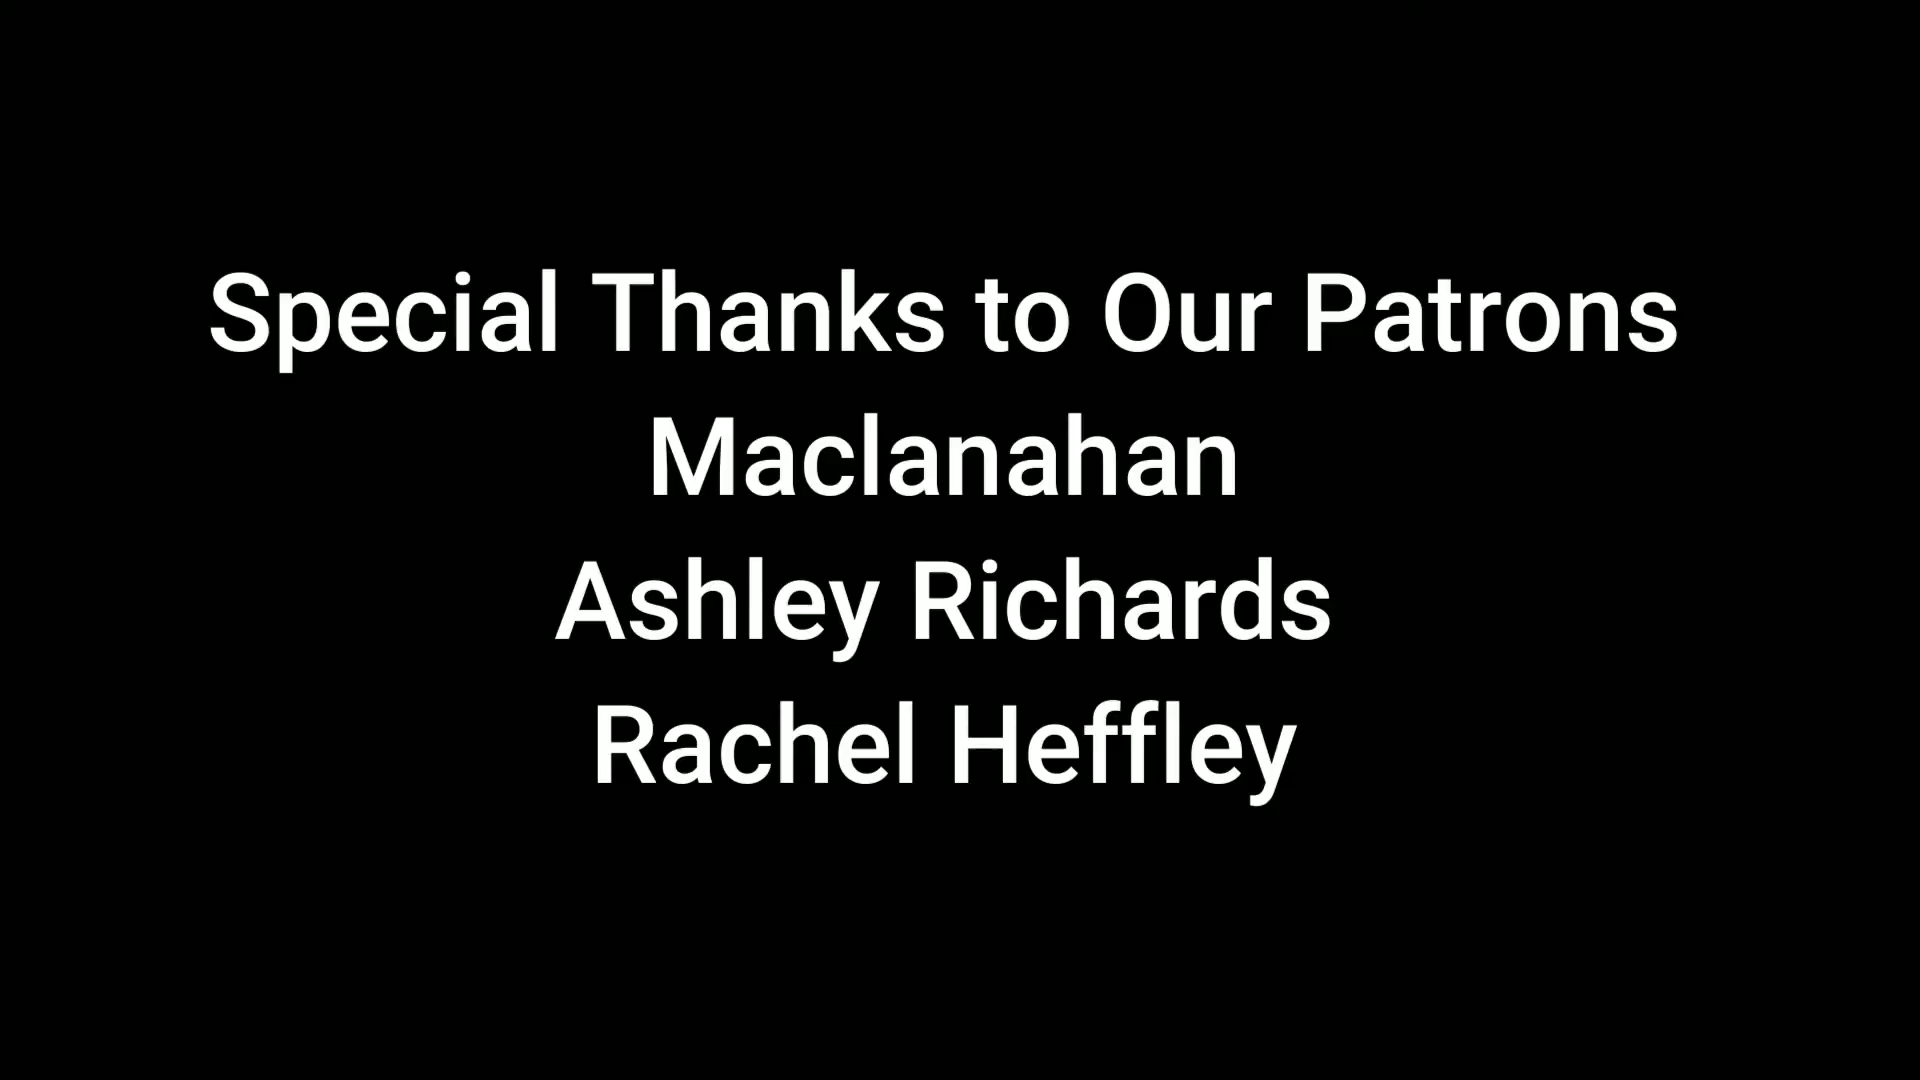 Special Thanks to Our Patrons
Maclanahan
Ashley Richards
Rachel Heffley